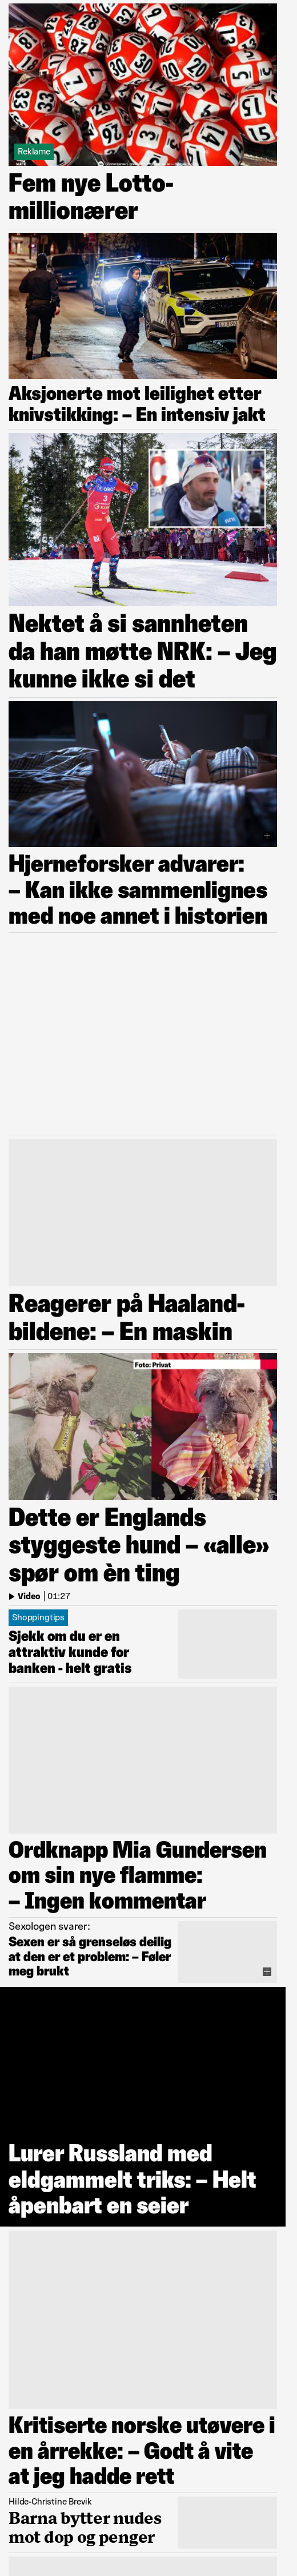 Reklame
Fem nye Lotto-
millionærer
Aksjonerte mot leilighet etter
knivstikking: – En intensiv jakt
Nektet å si sannheten
da han møtte NRK: – Jeg
kunne ikke si det
Hjerneforsker advarer:
– Kan ikke sammenlignes
med noe annet i historien
Reagerer på Haaland-
bildene: – En maskin
Foto: Privat
Dette er Englands
styggeste hund – «alle»
spør om èn ting
Video | 01:27
Shoppingtips
Sjekk om du er en
attraktiv kunde for
banken - helt gratis
Ordknapp Mia Gundersen
om sin nye flamme:
– Ingen kommentar
Sexologen svarer:
Sexen er så grenseløs deilig
at den er et problem: – Føler
meg brukt
Lurer Russland med
eldgammelt triks: – Helt
åpenbart en seier
Kritiserte norske utøvere i
en årrekke: – Godt å vite
at jeg hadde rett
Hilde-Christine Brevik
Barna bytter nudes
mot dop og penger